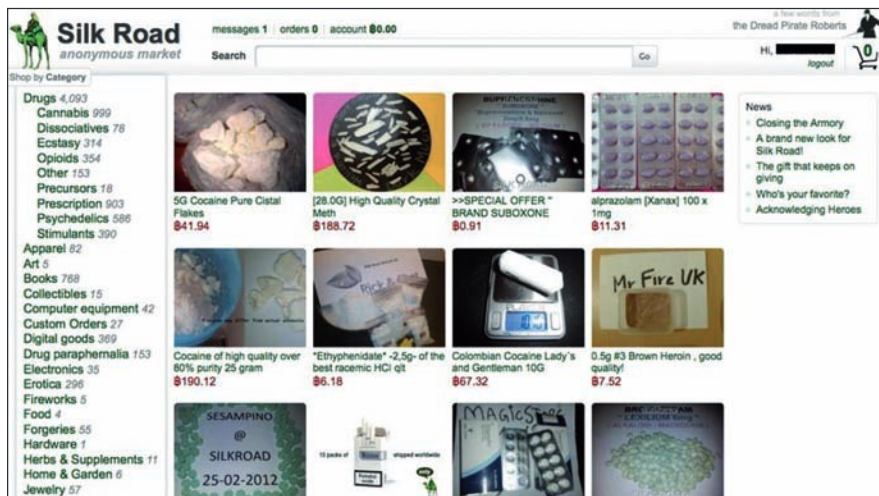 Silk Road
anonymous market
messages 1 | orders 0 | account ฿0.00
a few words from
the Dread Pirate Roberts
Search
Go
Hi,
logout
0
Shop by Category
Drugs 4,093
Cannabis 999
Dissociatives 78
Ecstasy 314
Opioids 354
Other 153
Precursors 18
Prescription 903
Psychedelics 586
Stimulants 390
Apparel 82
Art 5
Books 768
Collectibles 15
Computer equipment 42
Custom Orders 27
Digital goods 369
Drug paraphernalia 153
Electronics 35
Erotica 296
Fireworks 5
Food 4
Forgeries 55
Hardware 1
Herbs & Supplements 11
Home & Garden 6
Jewelry 57
5G Cocaine Pure Cistal
Flakes
฿41.94
[28.0G] High Quality Crystal
Meth
฿188.72
>>SPECIAL OFFER "
BRAND SUBOXONE
฿0.91
alprazolam [Xanax] 100 x
1mg
฿11.31
Mr Fire UK
Cocaine of high quality over
80% purity 25 gram
฿190.12
"Ethyphenidate" -2,5g- of the
best racemic HCl qlt
฿6.18
Colombian Cocaine Lady´s
and Gentleman 10G
฿67.32
0.5g #3 Brown Heroin , good
quality!
฿7.52
SESAMPINO
@
SILKROAD
25-02-2012
10 packs of
shipped worldwide
News
Closing the Armory
A brand new look for
Silk Road!
The gift that keeps on
giving
Who's your favorite?
Acknowledging Heroes